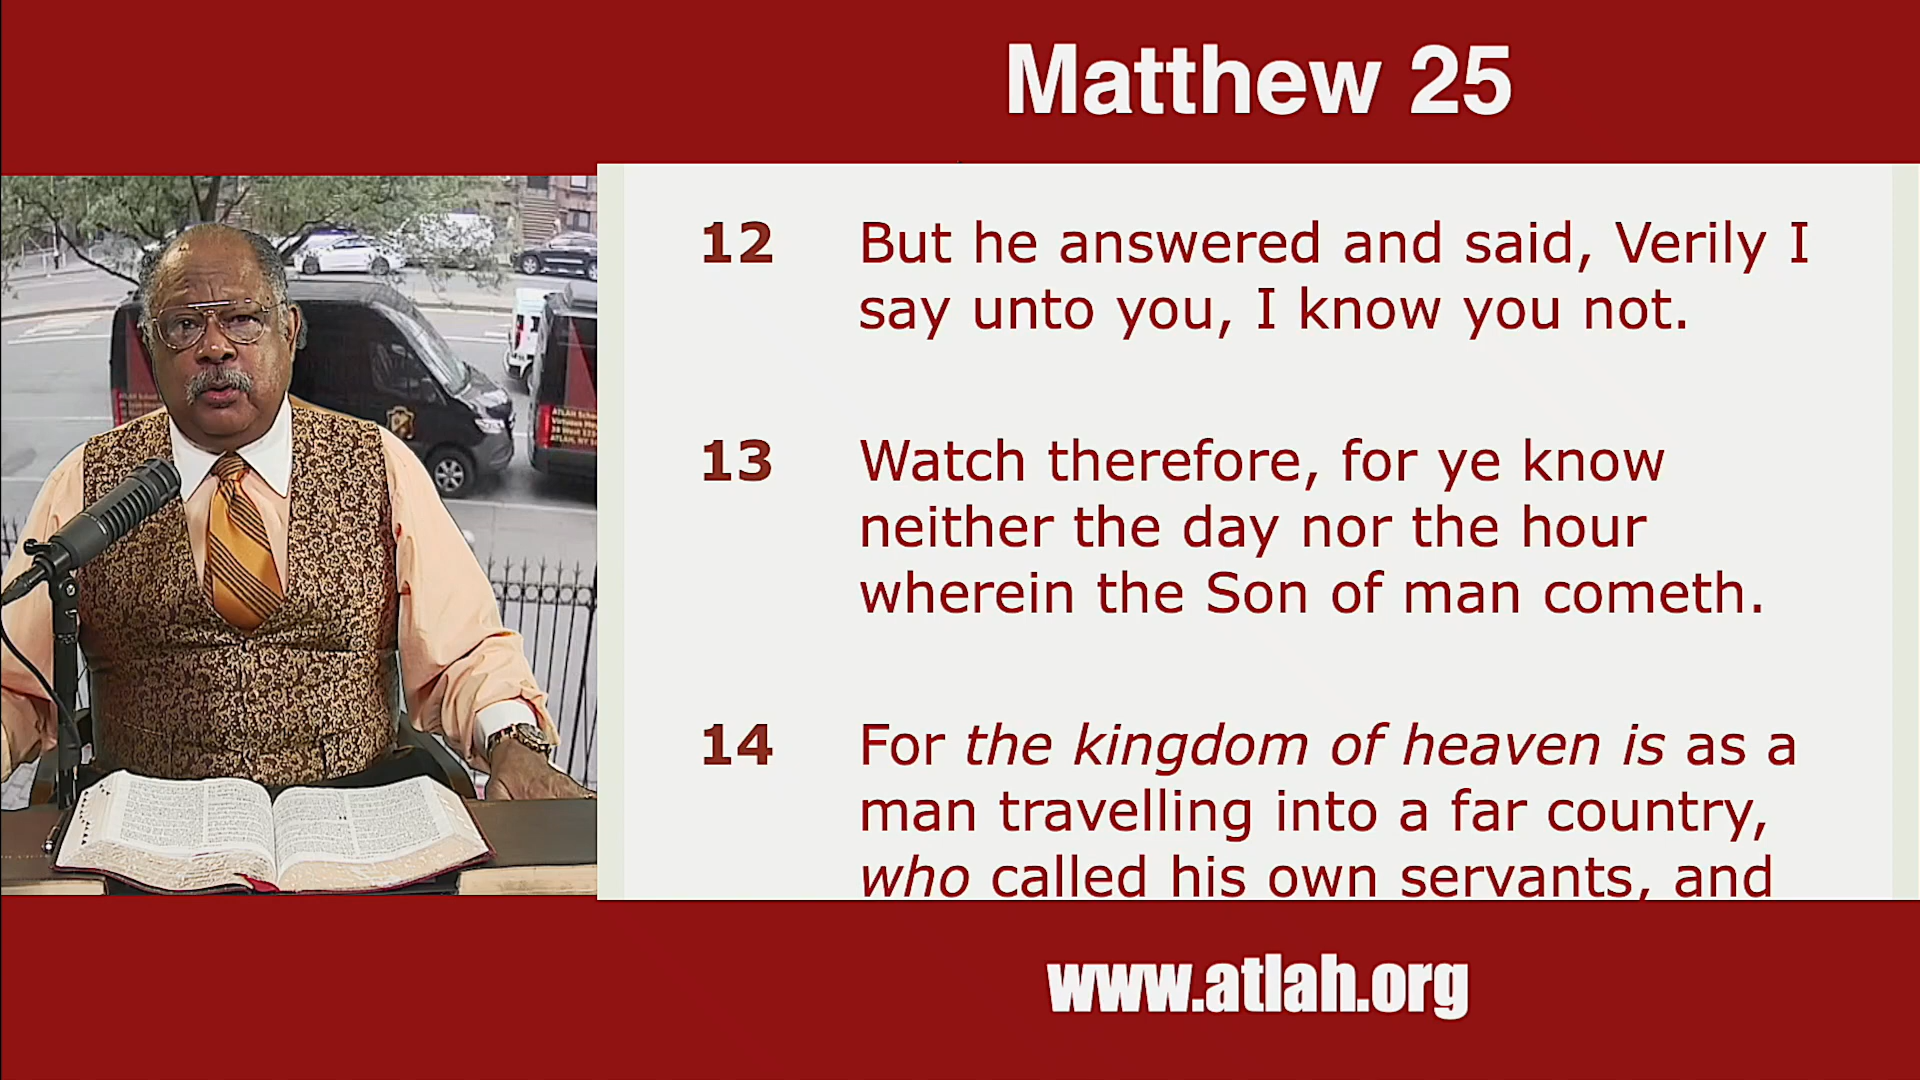 Matthew 25
12 But he answered and said, Verily I
say unto you, I know you not.
13 Watch therefore, for ye know
neither the day nor the hour
wherein the Son of man cometh.
14 For the kingdom of heaven is as a
man travelling into a far country,
who called his own servants, and
www.atlah.org